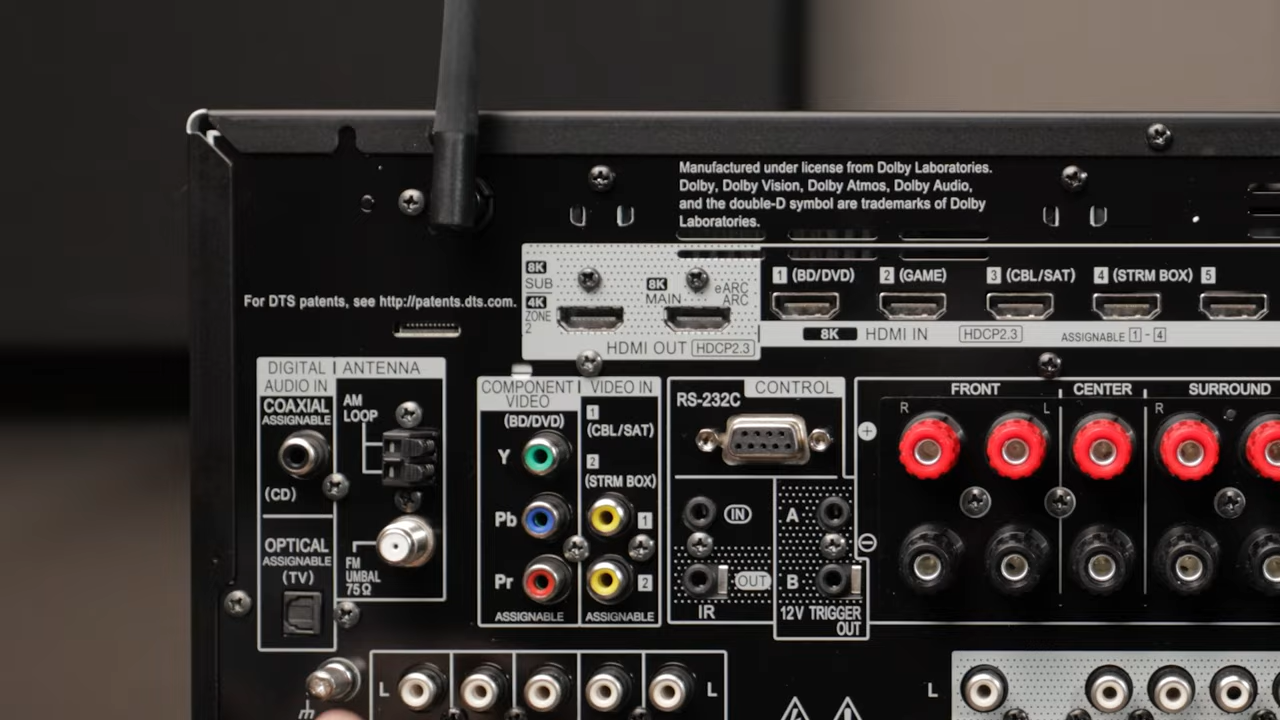 Manufactured under license from Dolby Laboratories.
Dolby, Dolby Vision, Dolby Atmos, Dolby Audio,
and the double-D symbol are trademarks of Dolby
Laboratories.
For DTS patents, see http://patents.dts.com.
8K
SUB
4K
ZONE
2
8K
MAIN
eARC
ARC
HDMI OUT HDCP2.3
1 (BD/DVD)
2 (GAME)
3 (CBL/SAT)
4 (STRM BOX)
5
8K HDMI IN HDCP2.3 ASSIGNABLE 1 - 4
DIGITAL
AUDIO IN
COAXIAL
ASSIGNABLE
(CD)
OPTICAL
ASSIGNABLE
(TV)
ANTENNA
AM
LOOP
FM
UMBAL
75Ω
COMPONENT
VIDEO
(BD/DVD)
Y
Pb
Pr
ASSIGNABLE
VIDEO IN
1
(CBL/SAT)
2
(STRM BOX)
1
2
ASSIGNABLE
CONTROL
RS-232C
IN
OUT
IR
A
B
12V TRIGGER
OUT
FRONT
CENTER
SURROUND
R
L
R
+
−
L
L
L